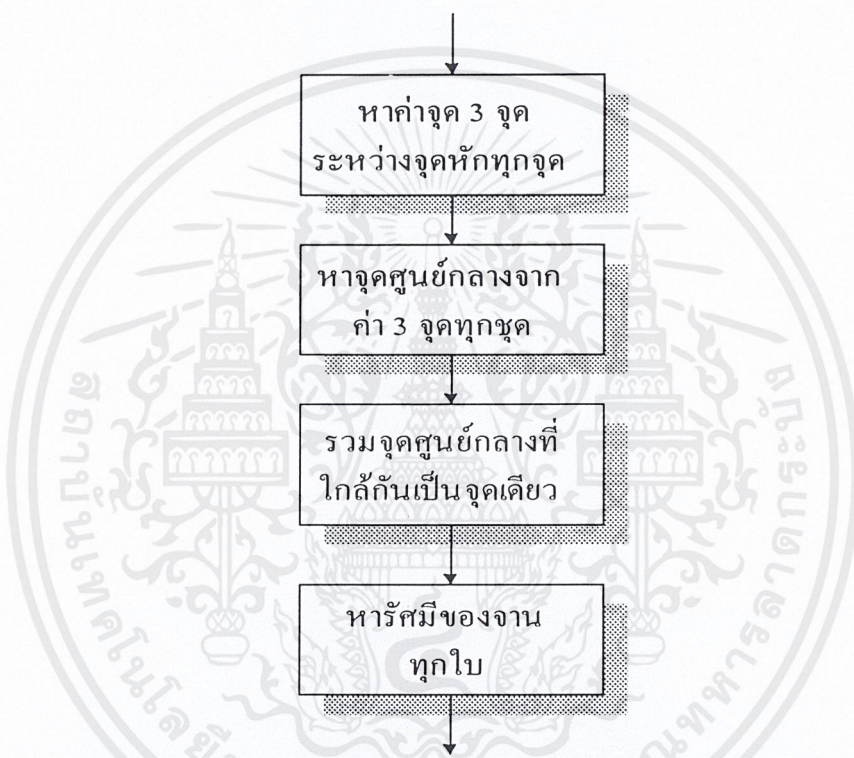 หาค่าจุด 3 จุด
ระหว่างจุดหักทุกจุด
หาจุดศูนย์กลางจาก
ค่า 3 จุดทุกชุด
รวมจุดศูนย์กลางที่
ใกล้กันเป็นจุดเดียว
หารัศมีของจาน
ทุกใบ